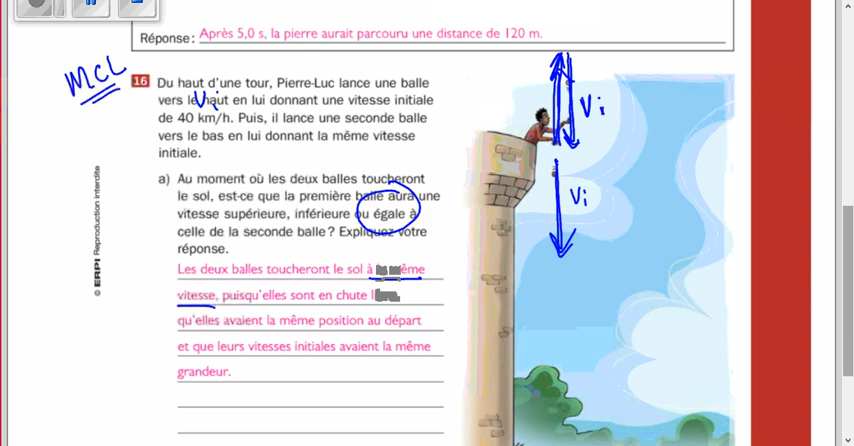 Réponse : Après 5,0 s, la pierre aurait parcouru une distance de 120 m.
MCL
16 Du haut d'une tour, Pierre-Luc lance une balle
vers le haut en lui donnant une vitesse initiale
Vi
de 40 km/h. Puis, il lance une seconde balle
vers le bas en lui donnant la même vitesse
initiale.
a) Au moment où les deux balles toucheront
le sol, est-ce que la première balle aura une
vitesse supérieure, inférieure ou égale à
celle de la seconde balle? Expliquez votre
réponse.
Les deux balles toucheront le sol à
vitesse, puisqu'elles sont en chute
qu'elles avaient la même position au départ
et que leurs vitesses initiales avaient la même
grandeur.
Vi
Vi
© ERPI Reproduction interdite